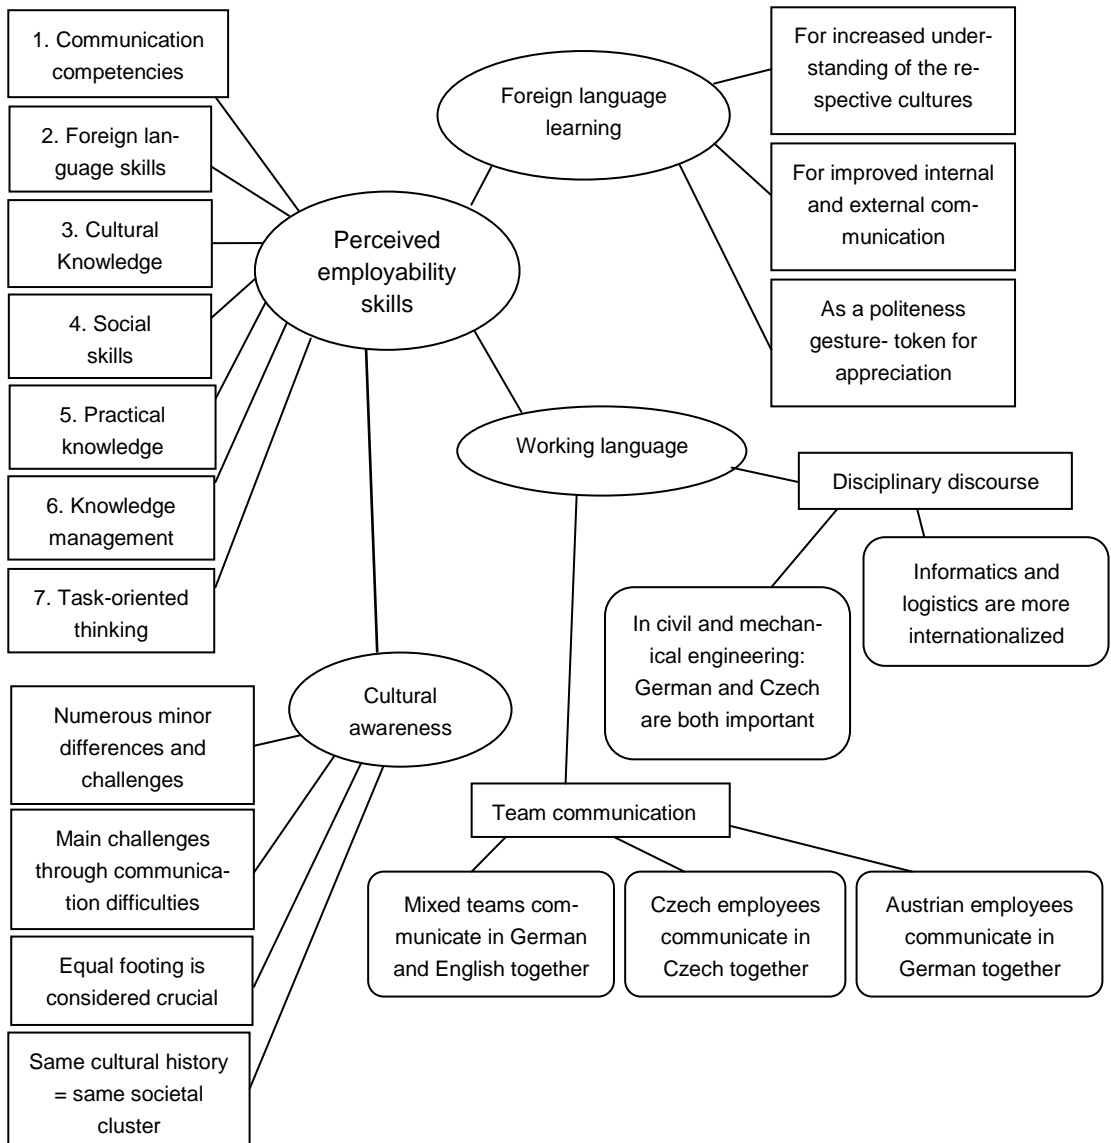 1. Communication
competencies
2. Foreign lan-
guage skills
3. Cultural
Knowledge
4. Social
skills
5. Practical
knowledge
6. Knowledge
management
7. Task-oriented
thinking
Perceived
employability
skills
Foreign language
learning
For increased under-
standing of the re-
spective cultures
For improved internal
and external com-
munication
As a politeness
gesture- token for
appreciation
Working language
Disciplinary discourse
In civil and mechan-
ical engineering:
German and Czech
are both important
Informatics and
logistics are more
internationalized
Cultural
awareness
Numerous minor
differences and
challenges
Main challenges
through communica-
tion difficulties
Equal footing is
considered crucial
Same cultural history
= same societal
cluster
Team communication
Mixed teams com-
municate in German
and English together
Czech employees
communicate in
Czech together
Austrian employees
communicate in
German together